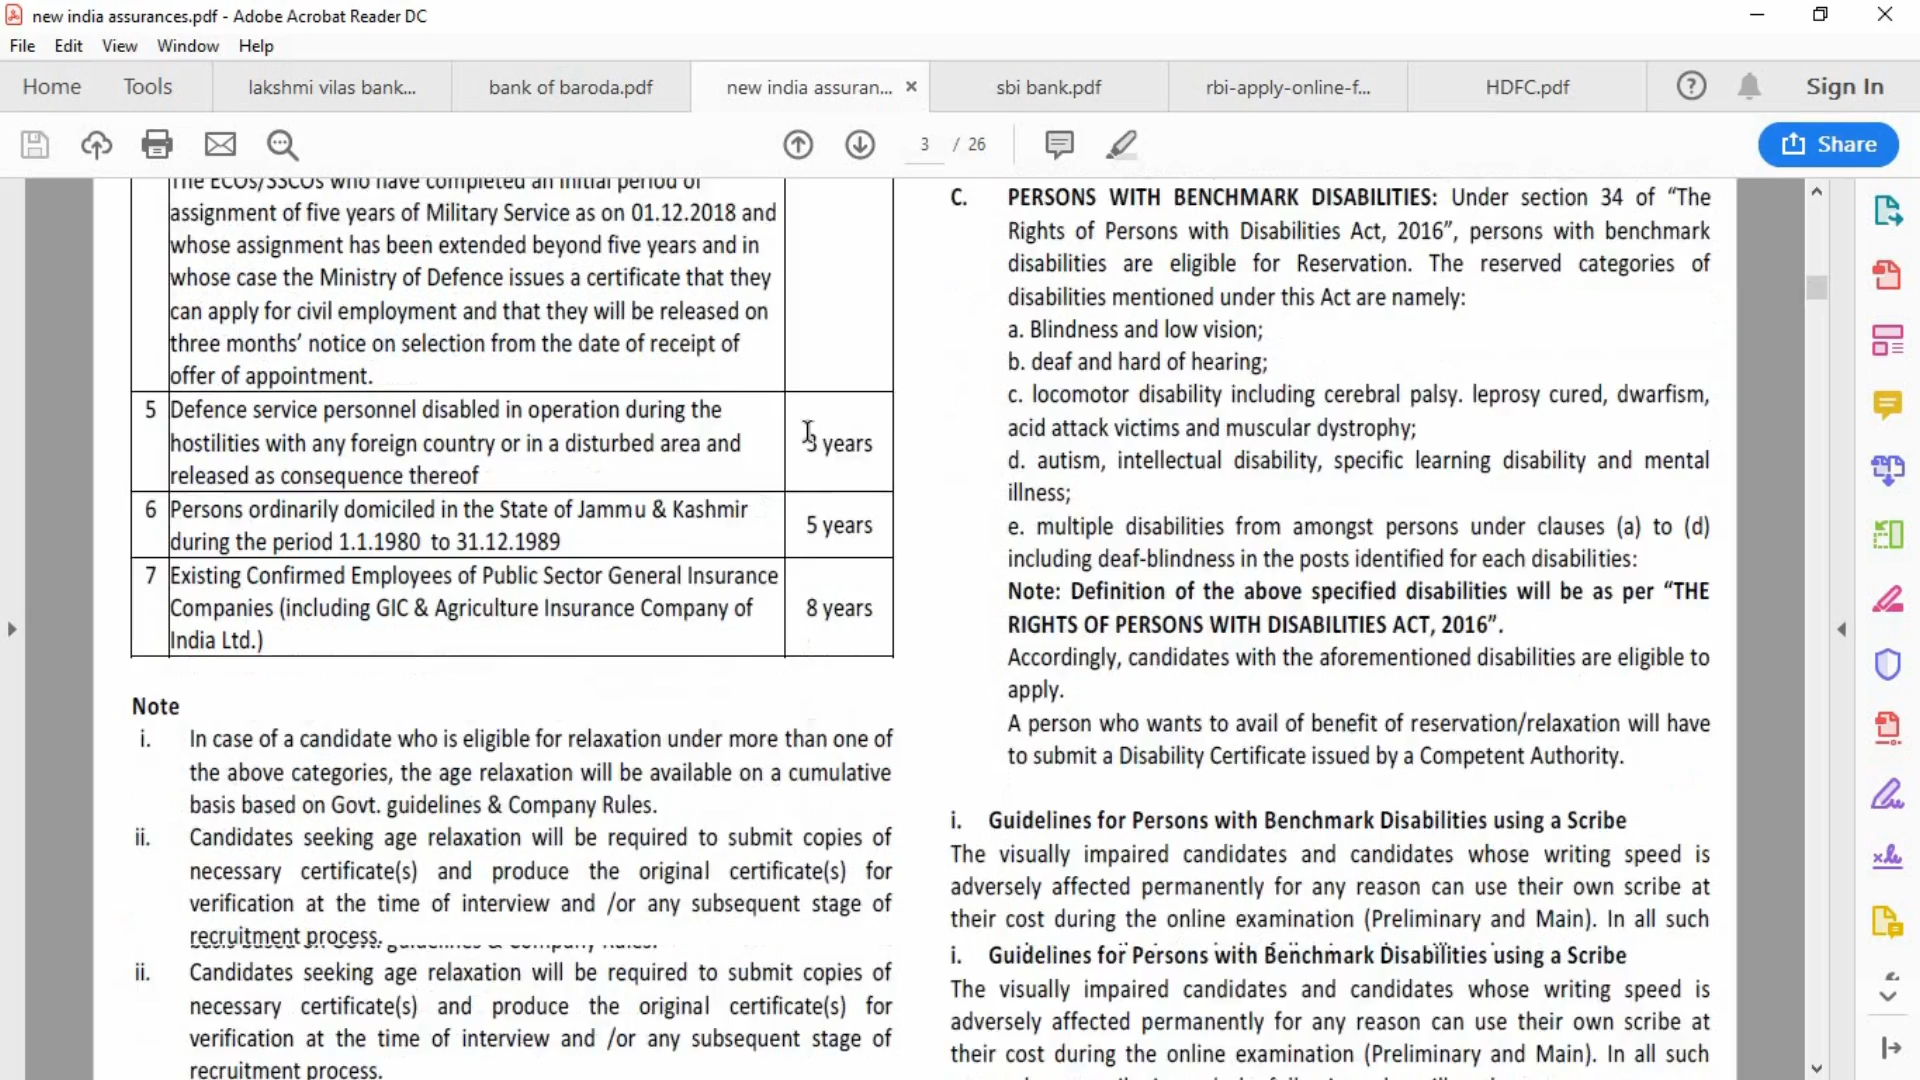 new india assurances.pdf - Adobe Acrobat Reader DC
File Edit View Window Help
Home Tools lakshmi vilas bank... bank of baroda.pdf new india assuran... sbi bank.pdf rbi-apply-online-f... HDFC.pdf Sign In
3 / 26 Share
The ECOs/SSCOs who have completed an initial period of
assignment of five years of Military Service as on 01.12.2018 and
whose assignment has been extended beyond five years and in
whose case the Ministry of Defence issues a certificate that they
can apply for civil employment and that they will be released on
three months’ notice on selection from the date of receipt of
offer of appointment.
5 Defence service personnel disabled in operation during the
hostilities with any foreign country or in a disturbed area and
released as consequence thereof
3 years
6 Persons ordinarily domiciled in the State of Jammu & Kashmir
during the period 1.1.1980 to 31.12.1989
5 years
7 Existing Confirmed Employees of Public Sector General Insurance
Companies (including GIC & Agriculture Insurance Company of
India Ltd.)
8 years
Note
i. In case of a candidate who is eligible for relaxation under more than one of
the above categories, the age relaxation will be available on a cumulative
basis based on Govt. guidelines & Company Rules.
ii. Candidates seeking age relaxation will be required to submit copies of
necessary certificate(s) and produce the original certificate(s) for
verification at the time of interview and /or any subsequent stage of
recruitment process.
basis based on Govt. guidelines & Company Rules.
ii. Candidates seeking age relaxation will be required to submit copies of
necessary certificate(s) and produce the original certificate(s) for
verification at the time of interview and /or any subsequent stage of
recruitment process.
C. PERSONS WITH BENCHMARK DISABILITIES: Under section 34 of “The
Rights of Persons with Disabilities Act, 2016”, persons with benchmark
disabilities are eligible for Reservation. The reserved categories of
disabilities mentioned under this Act are namely:
a. Blindness and low vision;
b. deaf and hard of hearing;
c. locomotor disability including cerebral palsy. leprosy cured, dwarfism,
acid attack victims and muscular dystrophy;
d. autism, intellectual disability, specific learning disability and mental
illness;
e. multiple disabilities from amongst persons under clauses (a) to (d)
including deaf-blindness in the posts identified for each disabilities:
Note: Definition of the above specified disabilities will be as per “THE
RIGHTS OF PERSONS WITH DISABILITIES ACT, 2016”.
Accordingly, candidates with the aforementioned disabilities are eligible to
apply.
A person who wants to avail of benefit of reservation/relaxation will have
to submit a Disability Certificate issued by a Competent Authority.
i. Guidelines for Persons with Benchmark Disabilities using a Scribe
The visually impaired candidates and candidates whose writing speed is
adversely affected permanently for any reason can use their own scribe at
their cost during the online examination (Preliminary and Main). In all such
i. Guidelines for Persons with Benchmark Disabilities using a Scribe
The visually impaired candidates and candidates whose writing speed is
adversely affected permanently for any reason can use their own scribe at
their cost during the online examination (Preliminary and Main). In all such